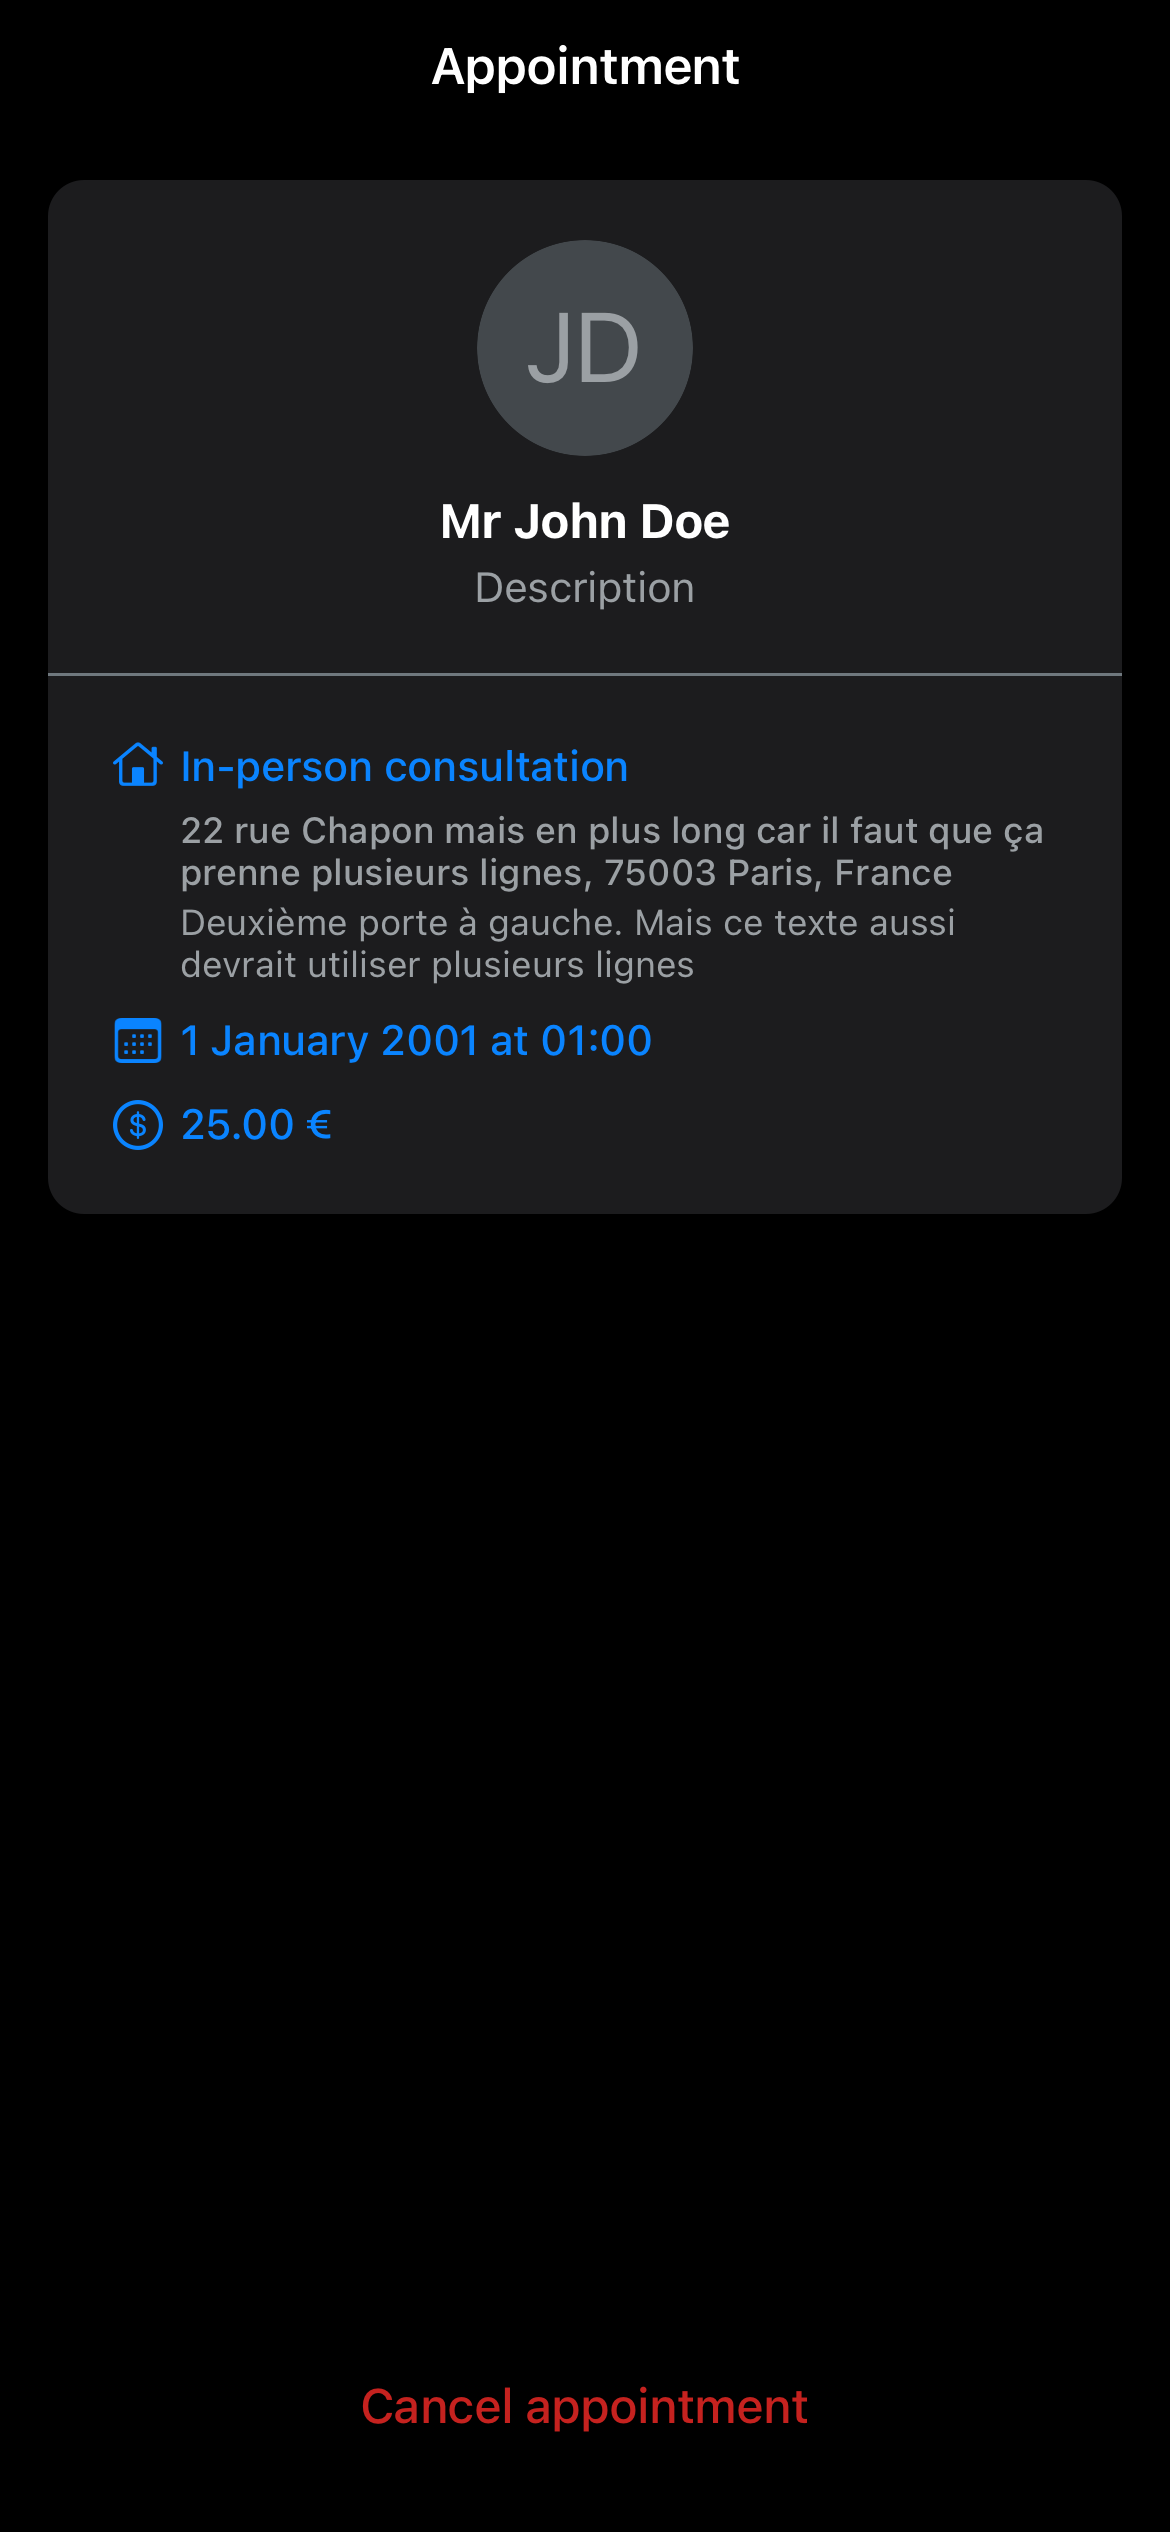 Appointment
JD
Mr John Doe
Description
In-person consultation
22 rue Chapon mais en plus long car il faut que ça
prenne plusieurs lignes, 75003 Paris, France
Deuxième porte à gauche. Mais ce texte aussi
devrait utiliser plusieurs lignes
1 January 2001 at 01:00
$ 25.00 €
Cancel appointment